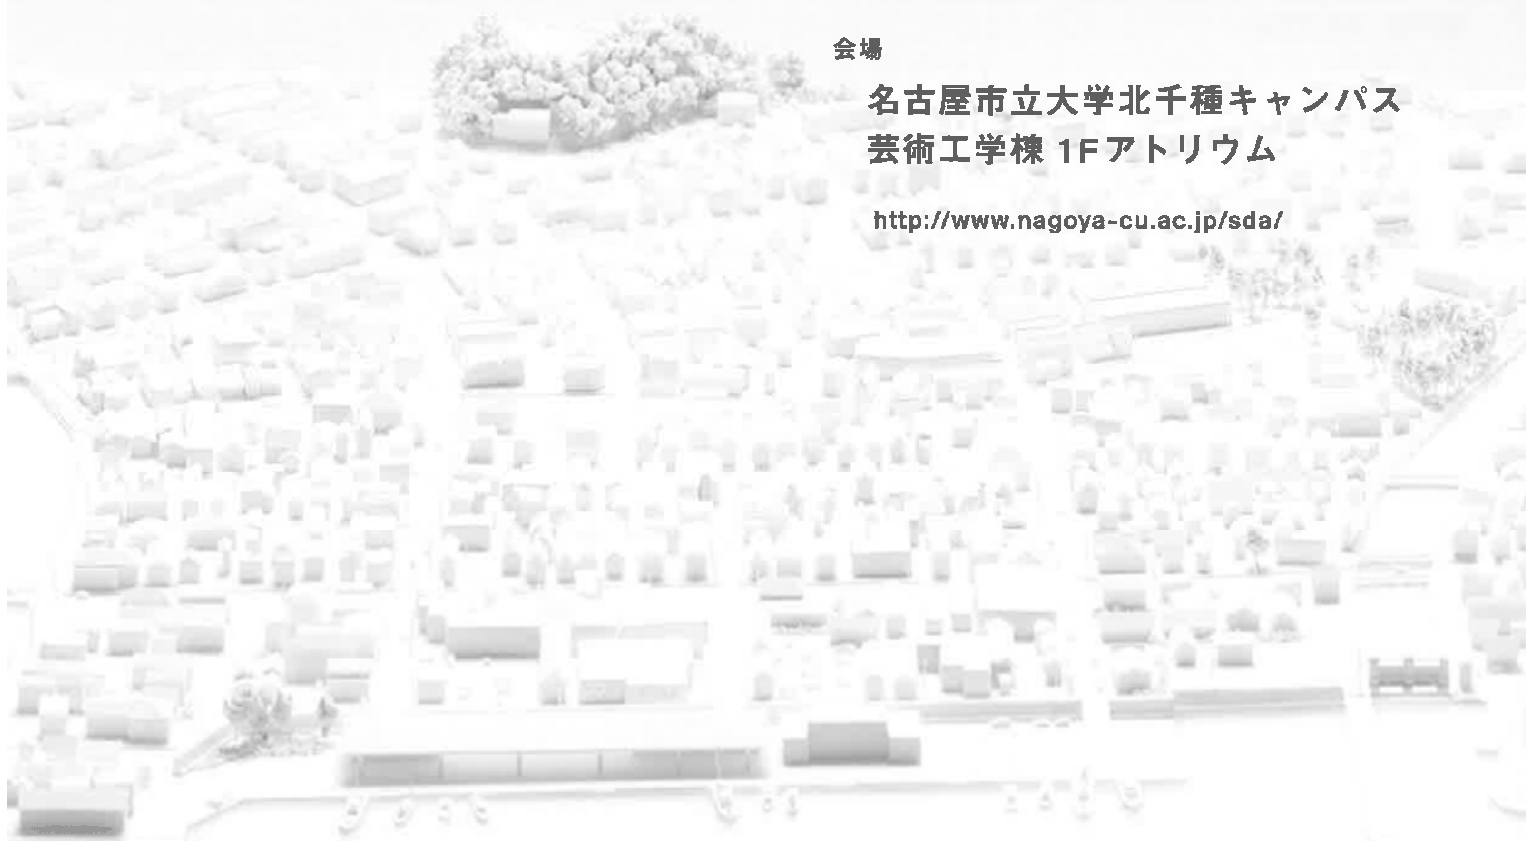 会場
名古屋市立大学北千種キャンパス
芸術工学棟 1Fアトリウム
http://www.nagoya-cu.ac.jp/sda/